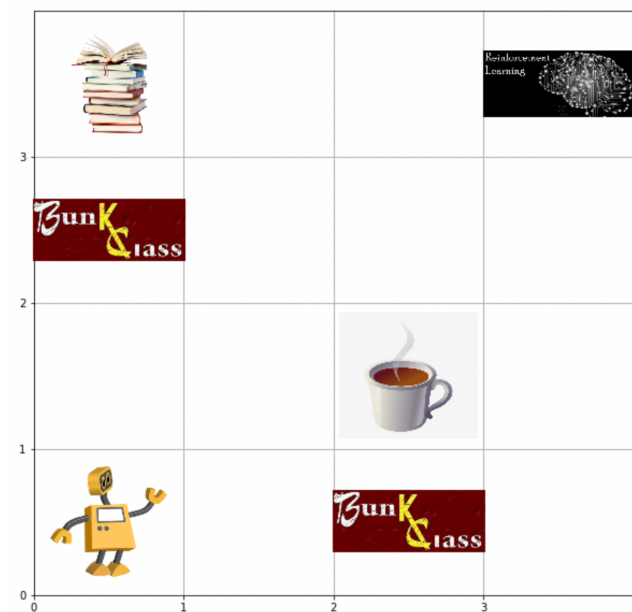 Reinforcement
Learning
3
BunK
Class
2
1
BunK
Class
0
0 1 2 3